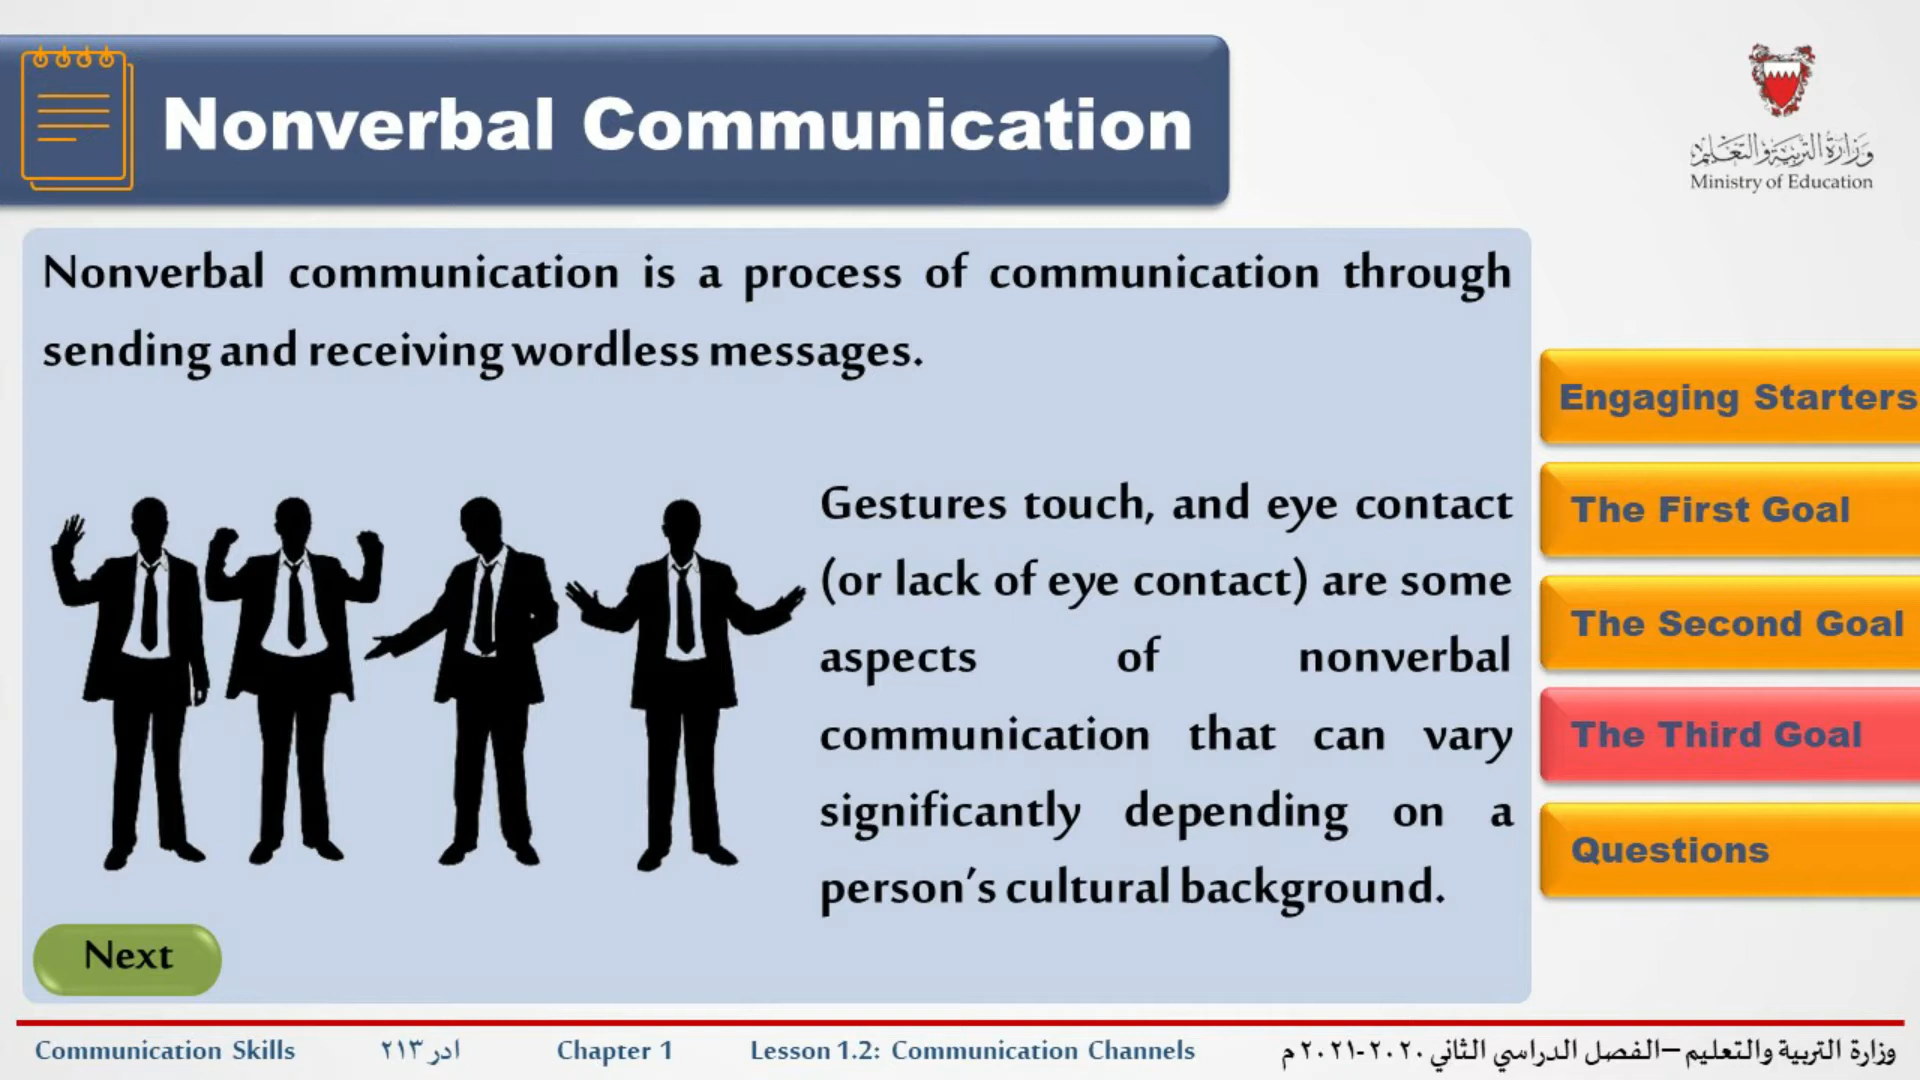 Nonverbal Communication
وزارة التربية والتعليم
Ministry of Education
Nonverbal communication is a process of communication through
sending and receiving wordless messages.
Gestures touch, and eye contact
(or lack of eye contact) are some
aspects of nonverbal
communication that can vary
significantly depending on a
person’s cultural background.
Next
Engaging Starters
The First Goal
The Second Goal
The Third Goal
Questions
Communication Skills ادر ٢١٣ Chapter 1 Lesson 1.2: Communication Channels وزارة التربية والتعليم –الفصل الدراسي الثاني ٢٠٢٠-٢٠٢١ م